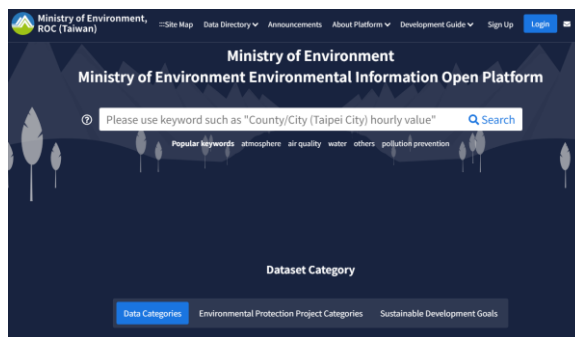 Ministry of Environment,
ROC (Taiwan)
:::Site Map Data Directory Announcements About Platform Development Guide Sign Up Login
Ministry of Environment
Ministry of Environment Environmental Information Open Platform
Please use keyword such as "County/City (Taipei City) hourly value" Search
Popular keywords atmosphere air quality water others pollution prevention
Dataset Category
Data Categories Environmental Protection Project Categories Sustainable Development Goals